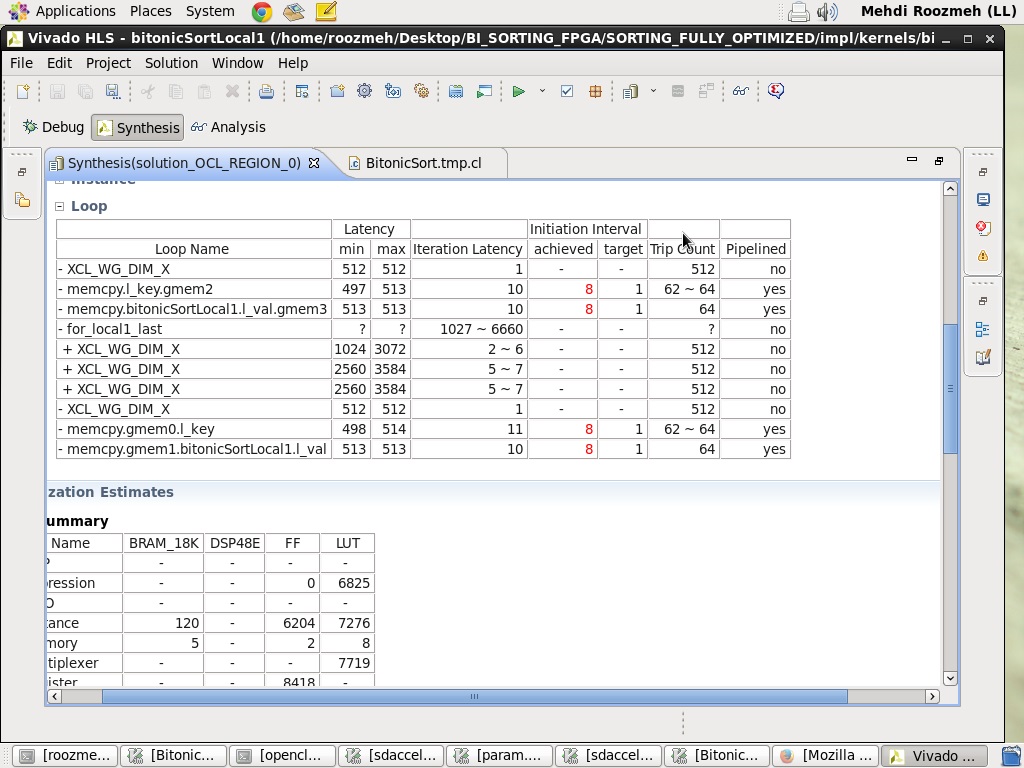 Applications Places System Mehdi Roozmeh (LL)
Vivado HLS - bitonicSortLocal1 (/home/roozmeh/Desktop/BI_SORTING_FPGA/SORTING_FULLY_OPTIMIZED/impl/kernels/bi
File Edit Project Solution Window Help
Debug Synthesis Analysis
Synthesis(solution_OCL_REGION_0) BitonicSort.tmp.cl
Instance
Loop
Latency Initiation Interval
Loop Name min max Iteration Latency achieved target Trip Count Pipelined
- XCL_WG_DIM_X 512 512 1 - - 512 no
- memcpy.l_key.gmem2 497 513 10 8 1 62 ~ 64 yes
- memcpy.bitonicSortLocal1.l_val.gmem3 513 513 10 8 1 64 yes
- for_local1_last ? ? 1027 ~ 6660 - - ? no
+ XCL_WG_DIM_X 1024 3072 2 ~ 6 - - 512 no
+ XCL_WG_DIM_X 2560 3584 5 ~ 7 - - 512 no
+ XCL_WG_DIM_X 2560 3584 5 ~ 7 - - 512 no
- XCL_WG_DIM_X 512 512 1 - - 512 no
- memcpy.gmem0.l_key 498 514 11 8 1 62 ~ 64 yes
- memcpy.gmem1.bitonicSortLocal1.l_val 513 513 10 8 1 64 yes
zation Estimates
ummary
Name BRAM_18K DSP48E FF LUT
P - - - -
ression - - 0 6825
O - - - -
ance 120 - 6204 7276
mory 5 - 2 8
tiplexer - - - 7719
ister - - 8418 -
[roozme... [Bitonic... [opencl... [sdaccel... [param.... [sdaccel... [Bitonic... [Mozilla ... Vivado ...